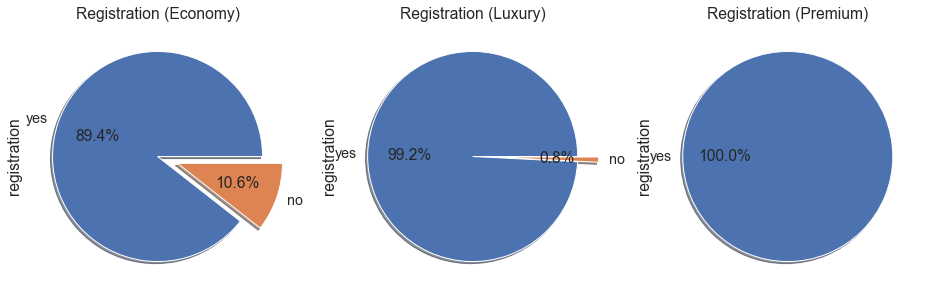 Registration (Economy)
registration
yes
89.4%
10.6%
no
Registration (Luxury)
registration
yes
99.2%
0.8%
no
Registration (Premium)
registration
yes
100.0%